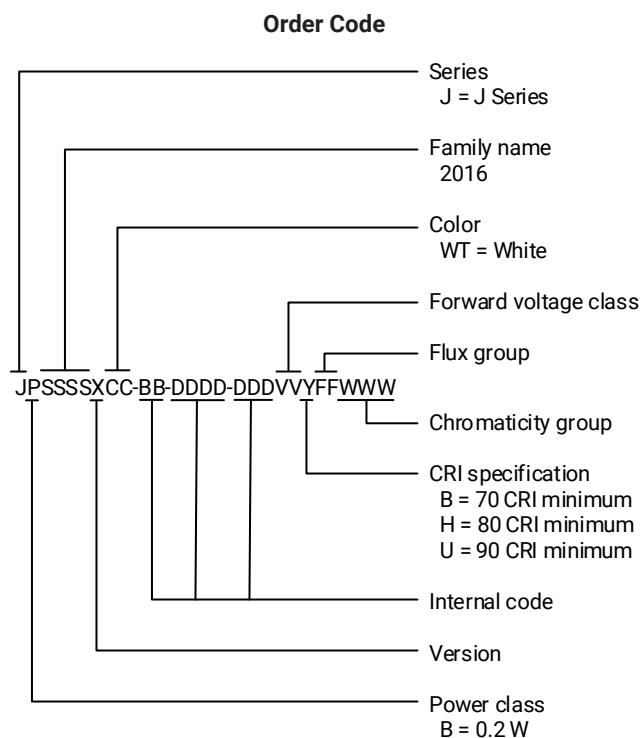 Order Code
Series
J = J Series
Family name
2016
Color
WT = White
Forward voltage class
Flux group
JPSSSSXCC-BB-DDDD-DDDVVYFFWWW
Chromaticity group
CRI specification
B = 70 CRI minimum
H = 80 CRI minimum
U = 90 CRI minimum
Internal code
Version
Power class
B = 0.2 W